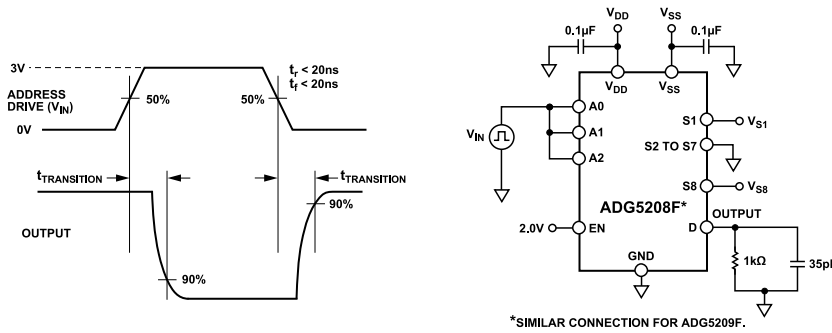 3V
ADDRESS
DRIVE (VIN)
0V
50%
50%
tr < 20ns
tf < 20ns
tTRANSITION
tTRANSITION
90%
90%
OUTPUT
VDD
VSS
0.1µF
0.1µF
VDD
VSS
A0
A1
A2
VIN
S1
VS1
S2 TO S7
S8
VS8
ADG5208F*
OUTPUT
D
2.0V
EN
GND
1kΩ
35pF
*SIMILAR CONNECTION FOR ADG5209F.